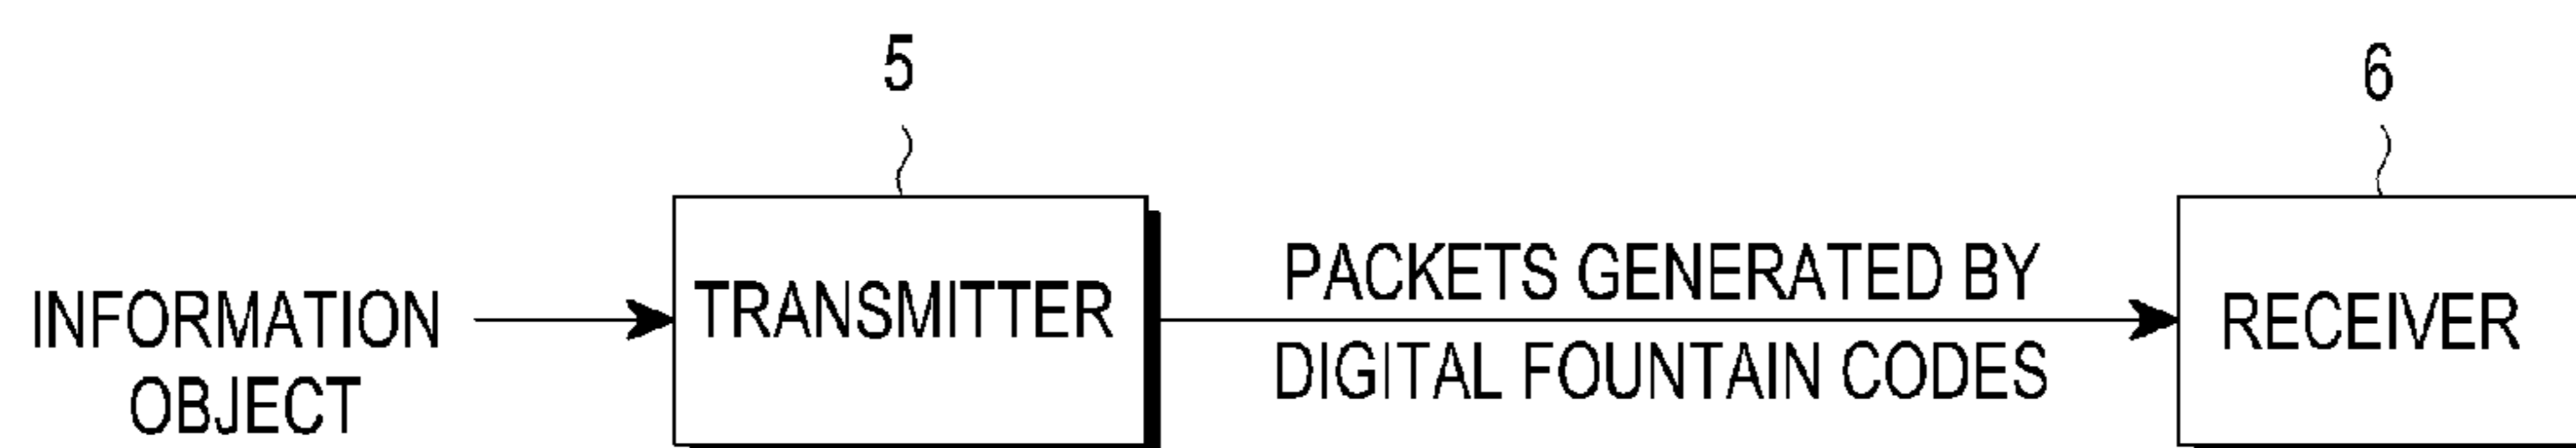 5
6
INFORMATION
OBJECT
TRANSMITTER
PACKETS GENERATED BY
DIGITAL FOUNTAIN CODES
RECEIVER